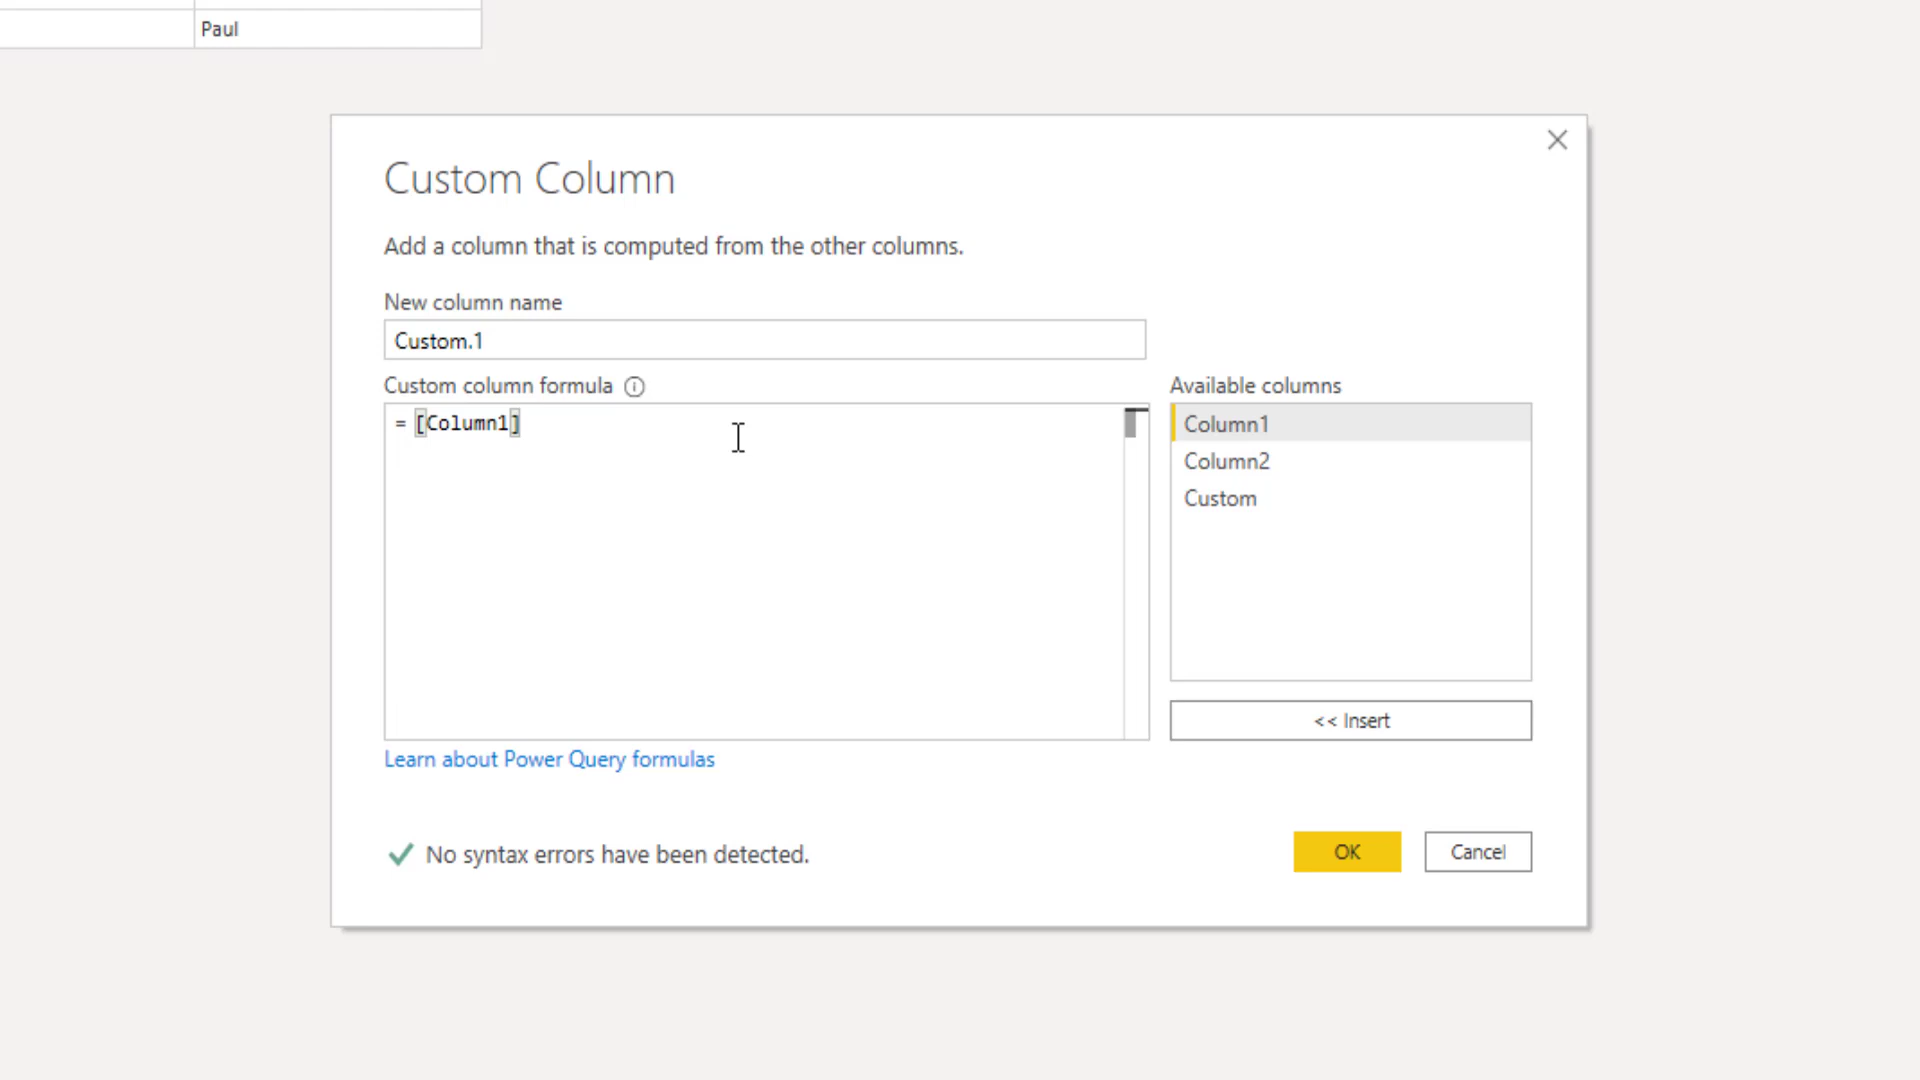 Paul
Custom Column
Add a column that is computed from the other columns.
New column name
Custom.1
Custom column formula
Available columns
= [Column1]
Column1
Column2
Custom
<< Insert
Learn about Power Query formulas
No syntax errors have been detected.
OK
Cancel